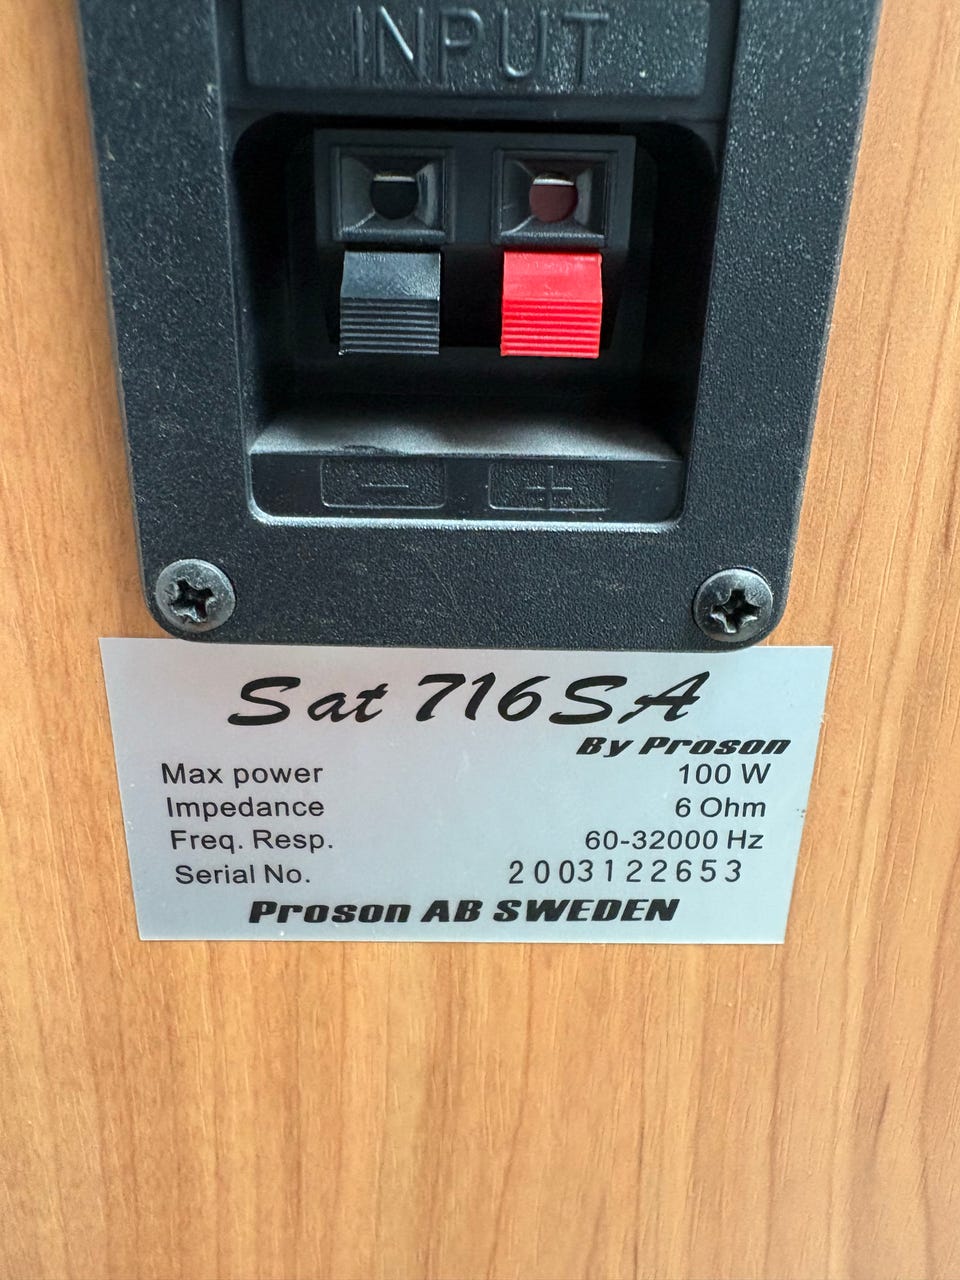 INPUT
− +
Sat 716SA
By Proson
Max power 100 W
Impedance 6 Ohm
Freq. Resp. 60-32000 Hz
Serial No. 2003122653
Proson AB SWEDEN